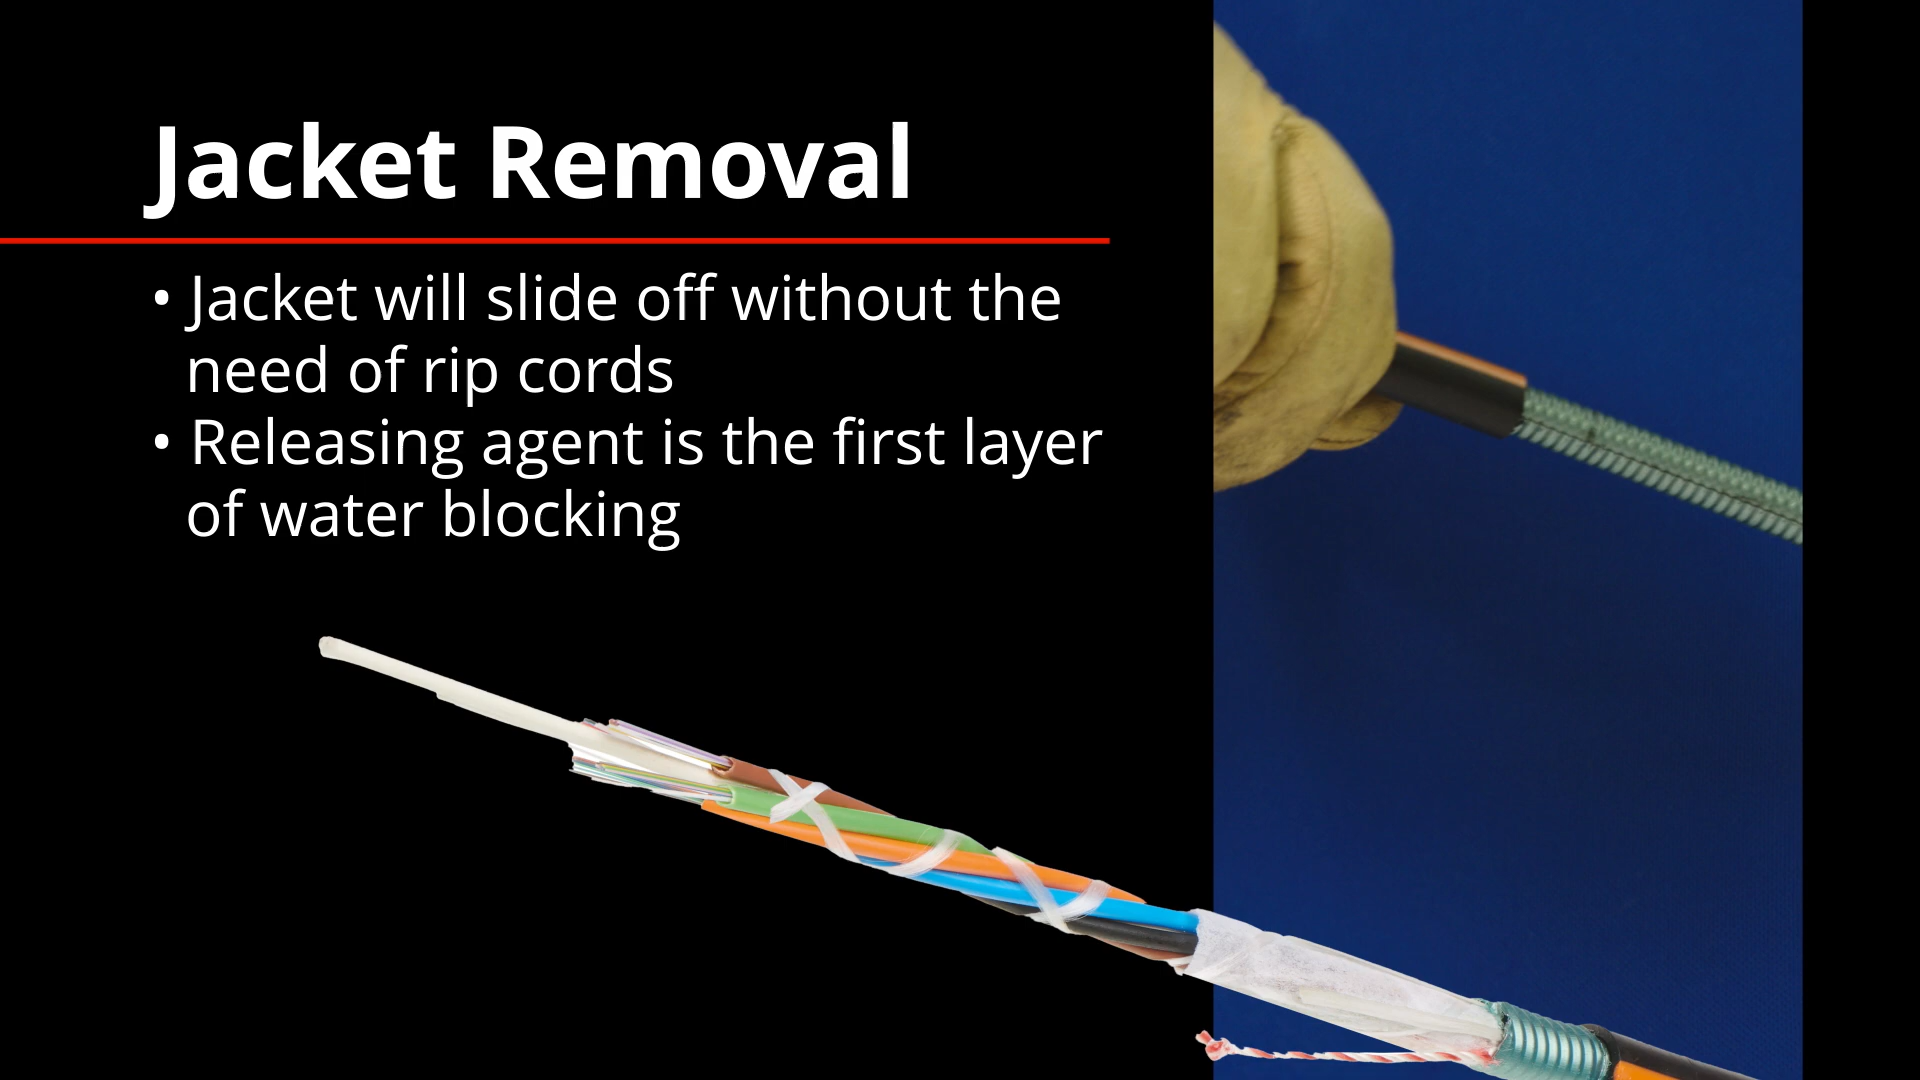 Jacket Removal
• Jacket will slide off without the
need of rip cords
• Releasing agent is the first layer
of water blocking